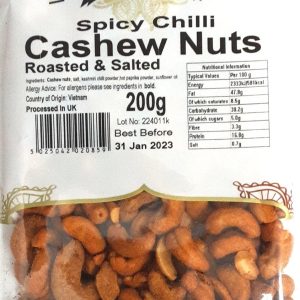 Spicy Chilli
Cashew Nuts
Roasted & Salted
Ingredients: Cashew nuts, salt, kashmiri chilli powder, hot paprika powder, sunflower oil
Allergy Advice: For allergens please see ingredients in bold.
Country of Origin: Vietnam
Processed In UK
200g
Lot No: 224011k
Best Before
31 Jan 2023
Nutritional Information
Typical Values Per 100 g
Energy
Fat 47.8g
Of which saturates 8.5g
Carbohydrate 30.2g
Of which sugars 5.0g
Fibre 3.3g
Protein
Salt 0.7g
5025042020859